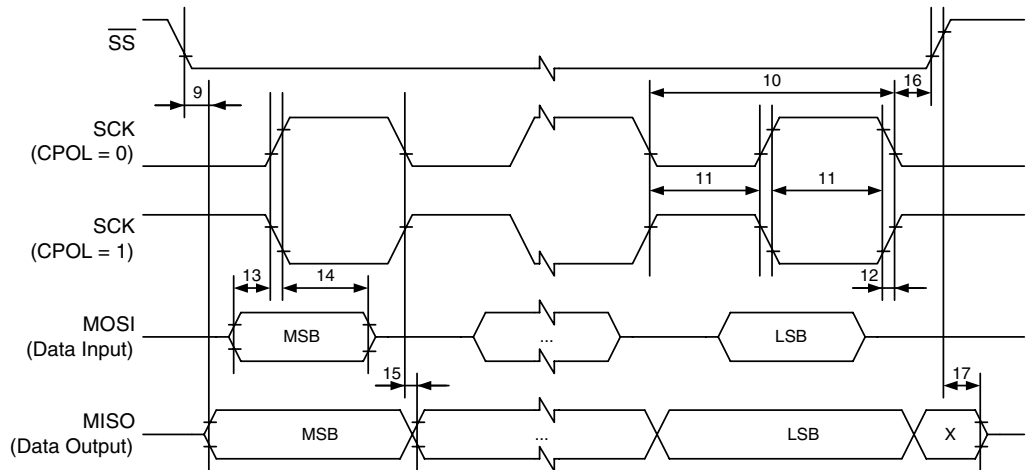 SS
9
10
16
SCK
(CPOL = 0)
11
11
SCK
(CPOL = 1)
13
14
12
MOSI
(Data Input)
MSB
...
LSB
15
17
MISO
(Data Output)
MSB
...
LSB
X